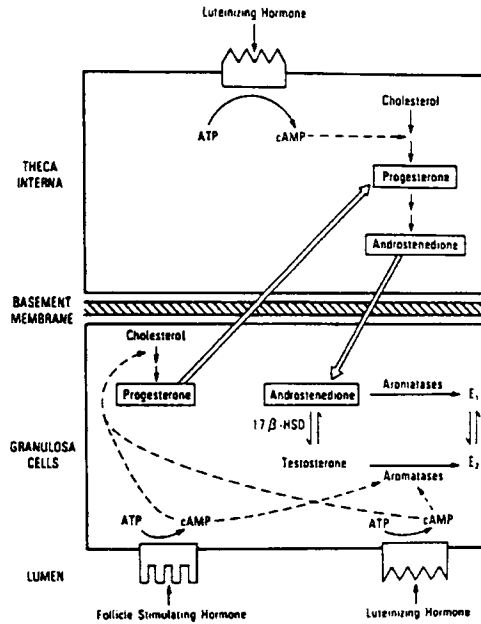 Luteinizing Hormone
ATP
cAMP
Cholesterol
Progesterone
Androstenedione
THECA
INTERNA
BASEMENT
MEMBRANE
Cholesterol
Progesterone
Androstenedione
Aromatases
E₁
17β-HSD
Testosterone
E₂
Aromatases
GRANULOSA
CELLS
ATP
cAMP
ATP
cAMP
LUMEN
Follicle Stimulating Hormone
Luteinizing Hormone